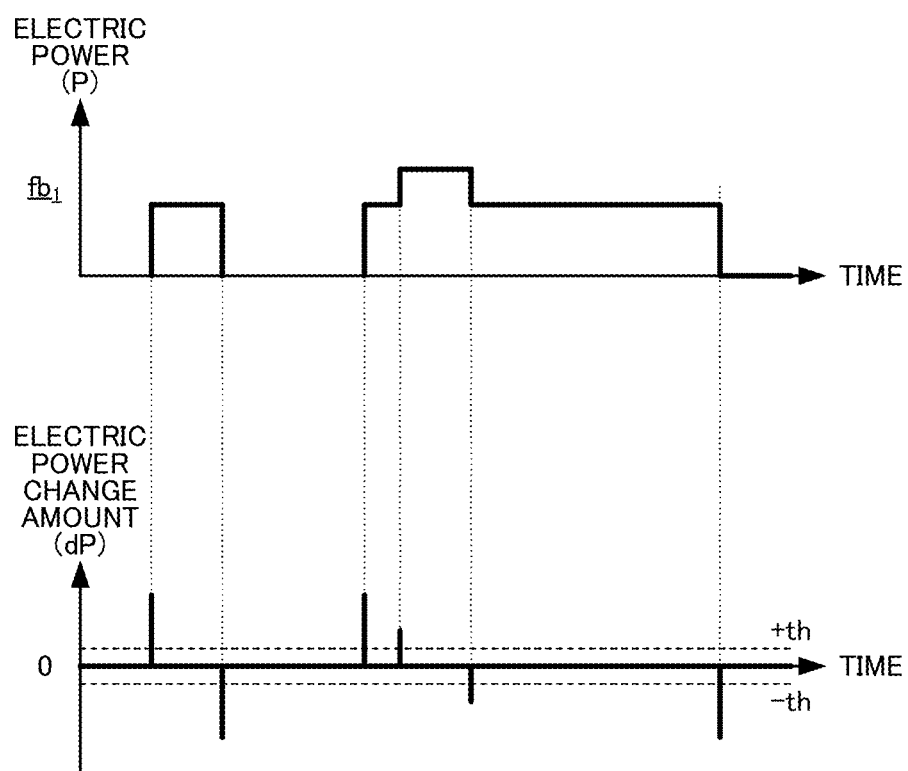 ELECTRIC
POWER
(P)
fb1
TIME
ELECTRIC
POWER
CHANGE
AMOUNT
(dP)
+th
0
TIME
−th